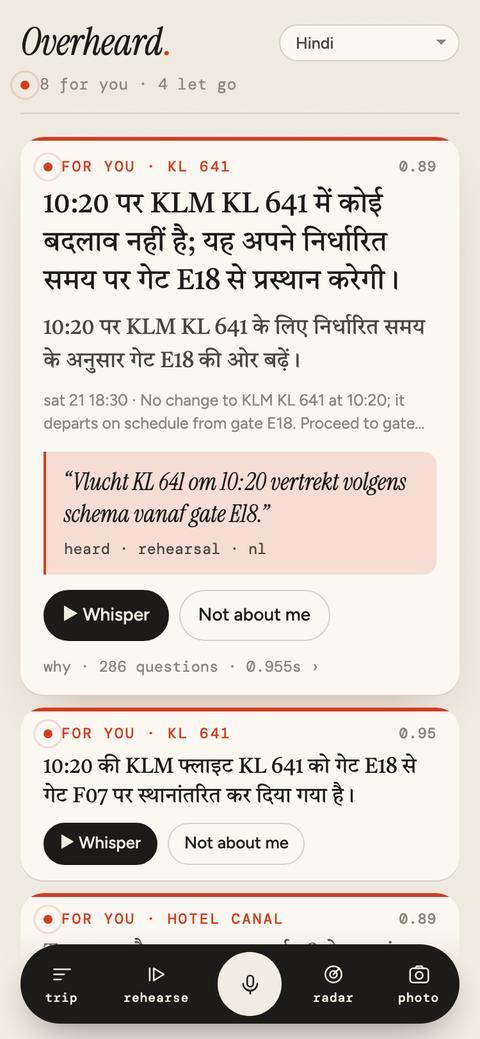 Overheard.
Hindi
8 for you · 4 let go
FOR YOU · KL 641
0.89
10:20 पर KLM KL 641 में कोई
बदलाव नहीं है; यह अपने निर्धारित
समय पर गेट E18 से प्रस्थान करेगी।
10:20 पर KLM KL 641 के लिए निर्धारित समय
के अनुसार गेट E18 की ओर बढ़ें।
sat 21 18:30 · No change to KLM KL 641 at 10:20; it
departs on schedule from gate E18. Proceed to gate...
“Vlucht KL 641 om 10:20 vertrekt volgens
schema vanaf gate E18.”
heard · rehearsal · nl
Whisper
Not about me
why · 286 questions · 0.955s ›
FOR YOU · KL 641
0.95
10:20 की KLM फ्लाइट KL 641 को गेट E18 से
गेट F07 पर स्थानांतरित कर दिया गया है।
Whisper
Not about me
FOR YOU · HOTEL CANAL
0.89
trip
rehearse
radar
photo